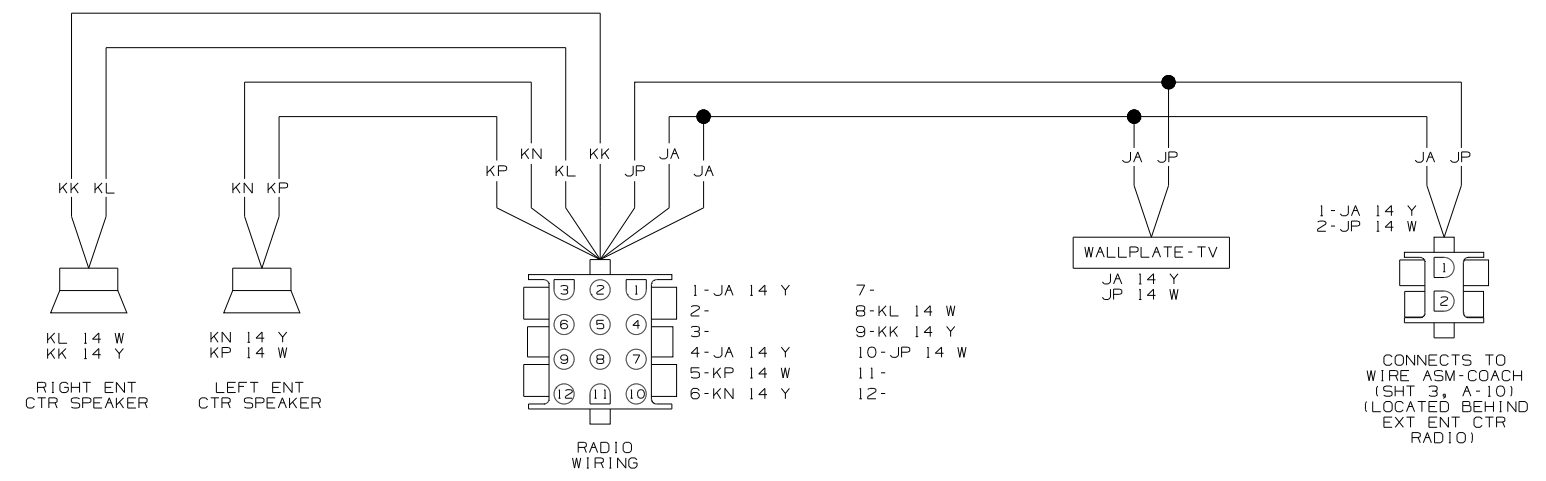 KK
KL
KN
KP
KP
KN
KL
KK
JP
JA
JA
JA
JP
JA
JP
1-JA 14 Y
2-JP 14 W
WALLPLATE-TV
JA 14 Y
JP 14 W
1
2
3 2 1
6 5 4
9 8 7
12 11 10
1-JA 14 Y
2-
3-
4-JA 14 Y
5-KP 14 W
6-KN 14 Y
7-
8-KL 14 W
9-KK 14 Y
10-JP 14 W
11-
12-
KL 14 W
KK 14 Y
RIGHT ENT
CTR SPEAKER
KN 14 Y
KP 14 W
LEFT ENT
CTR SPEAKER
RADIO
WIRING
CONNECTS TO
WIRE ASM-COACH
(SHT 3, A-10)
(LOCATED BEHIND
EXT ENT CTR
RADIO)